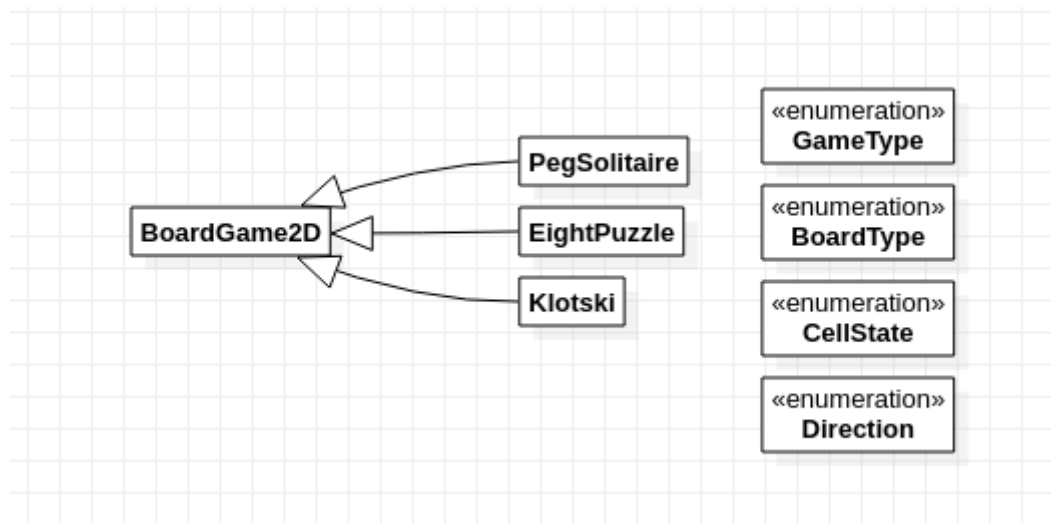 BoardGame2D
PegSolitaire
EightPuzzle
Klotski
«enumeration»
GameType
«enumeration»
BoardType
«enumeration»
CellState
«enumeration»
Direction